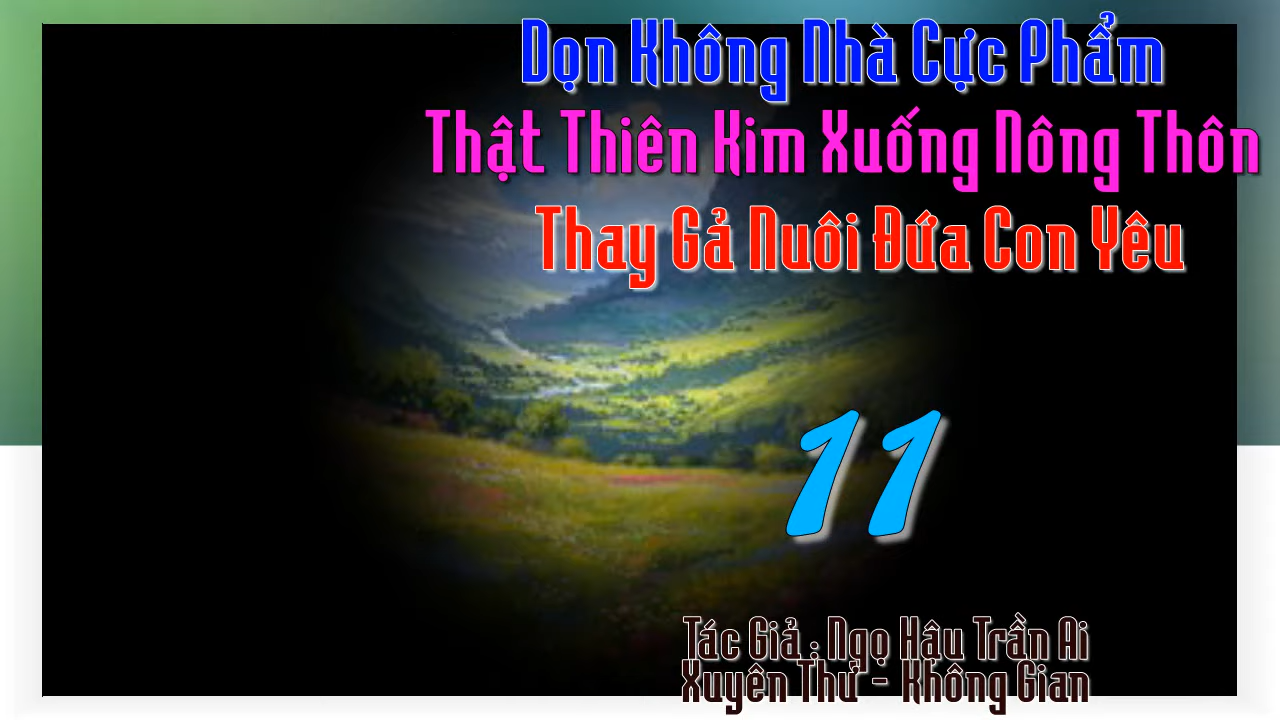 Dọn Không Nhà Cực Phẩm
Thật Thiên Kim Xuống Nông Thôn
Thay Gả Nuôi Đứa Con Yêu
11
Tác Giả : Ngọ Hậu Trần Ai
Xuyên Thư - Không Gian